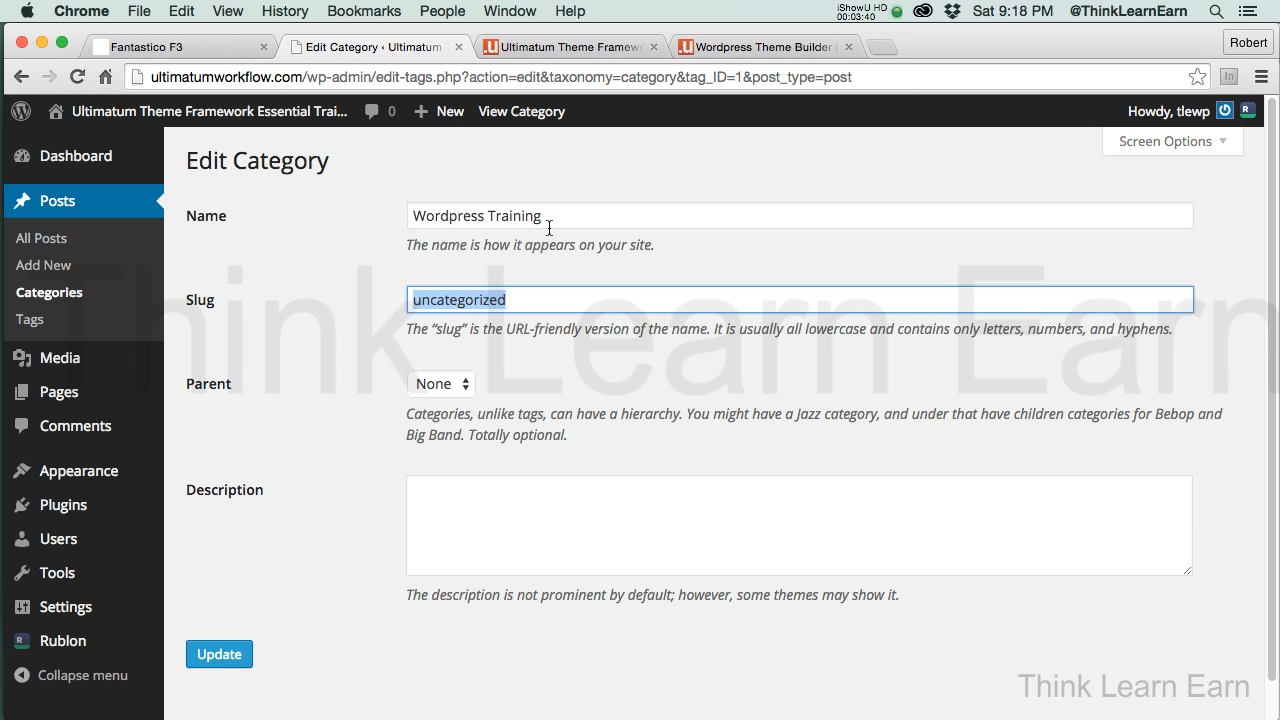 Chrome File Edit View History Bookmarks People Window Help iShowU HD 00:03:40 Sat 9:18 PM @ThinkLearnEarn
Fantastico F3 Edit Category ‹ Ultimatum Ultimatum Theme Framew Wordpress Theme Builder Robert
ultimatumworkflow.com/wp-admin/edit-tags.php?action=edit&taxonomy=category&tag_ID=1&post_type=post
Ultimatum Theme Framework Essential Trai... 0 New View Category Howdy, tlewp
Screen Options
Dashboard
Posts
All Posts
Add New
Categories
Tags
Media
Pages
Comments
Appearance
Plugins
Users
Tools
Settings
Rublon
Collapse menu
Edit Category
Name Wordpress Training
The name is how it appears on your site.
Slug uncategorized
The “slug” is the URL-friendly version of the name. It is usually all lowercase and contains only letters, numbers, and hyphens.
Parent None
Categories, unlike tags, can have a hierarchy. You might have a Jazz category, and under that have children categories for Bebop and
Big Band. Totally optional.
Description
The description is not prominent by default; however, some themes may show it.
Update
Think Learn Earn
Think Learn Earn